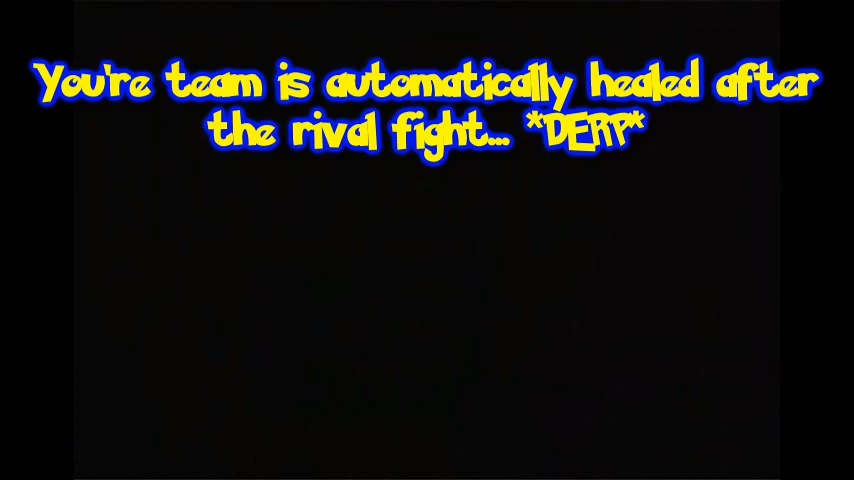 You're team is automatically healed after
the rival fight... *DERP*